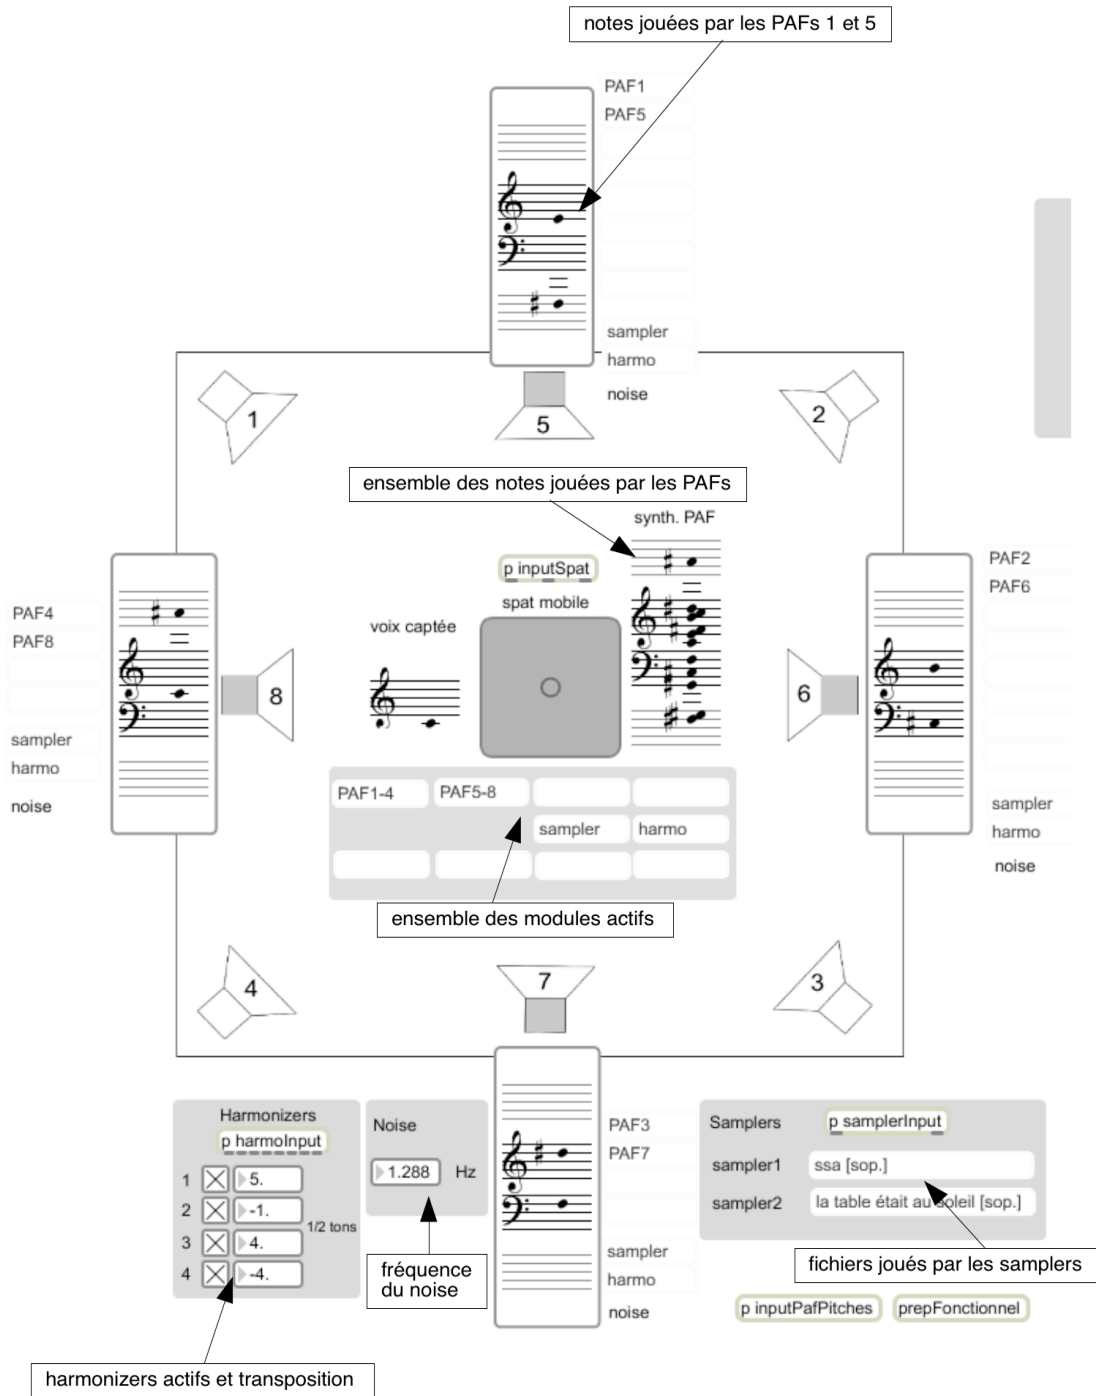 notes jouées par les PAFs 1 et 5
PAF1
PAF5
sampler
harmo
noise
1
5
2
ensemble des notes jouées par les PAFs
synth. PAF
p inputSpat
spat mobile
voix captée
PAF4
PAF8
sampler
harmo
noise
8
6
PAF2
PAF6
sampler
harmo
noise
PAF1-4
PAF5-8
sampler
harmo
ensemble des modules actifs
4
7
3
Harmonizers
p harmoInput
1
5.
2
-1.
3
4.
4
-4.
1/2 tons
Noise
1.288
Hz
fréquence
du noise
PAF3
PAF7
sampler
harmo
noise
Samplers
p samplerInput
sampler1
ssa [sop.]
sampler2
la table était au soleil [sop.]
fichiers joués par les samplers
p inputPafPitches
prepFonctionnel
harmonizers actifs et transposition